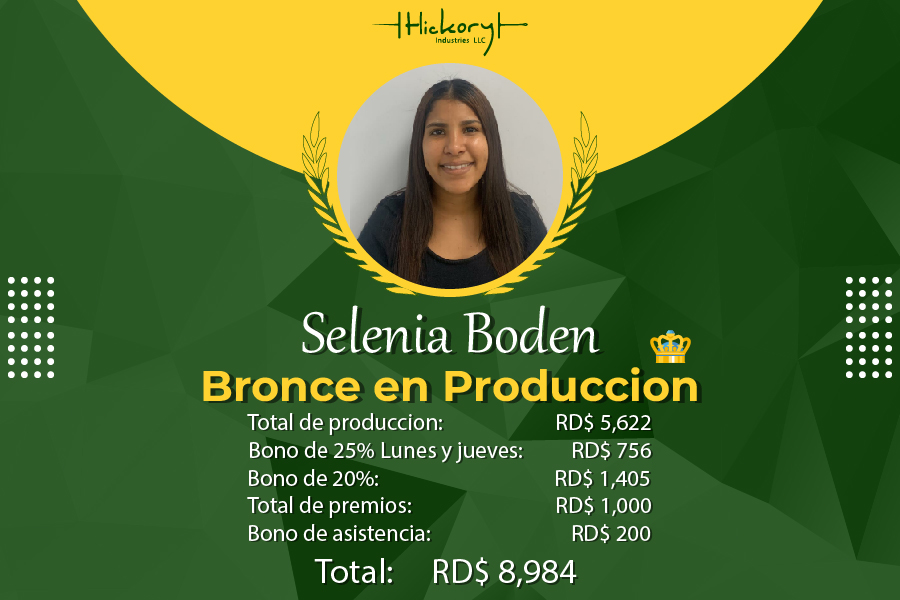 Hickory
Industries LLC
Selenia Boden
Bronce en Produccion
Total de produccion: RD$ 5,622
Bono de 25% Lunes y jueves: RD$ 756
Bono de 20%: RD$ 1,405
Total de premios: RD$ 1,000
Bono de asistencia: RD$ 200
Total: RD$ 8,984